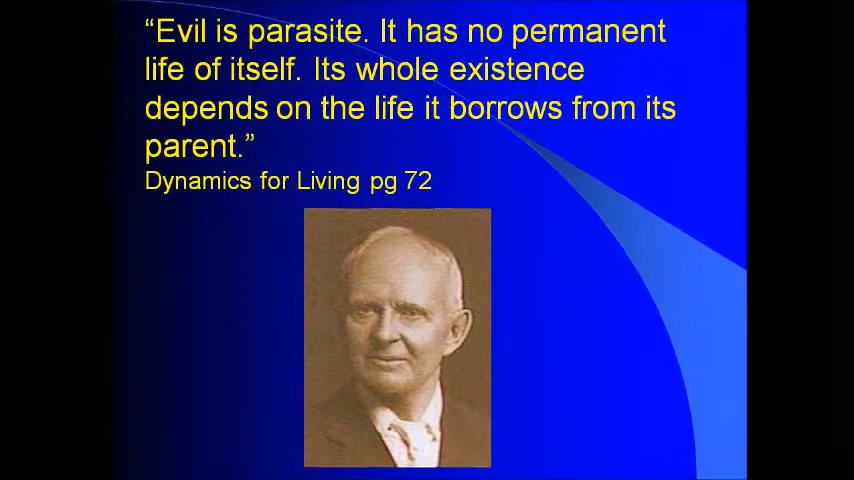 “Evil is parasite. It has no permanent
life of itself. Its whole existence
depends on the life it borrows from its
parent.”
Dynamics for Living pg 72